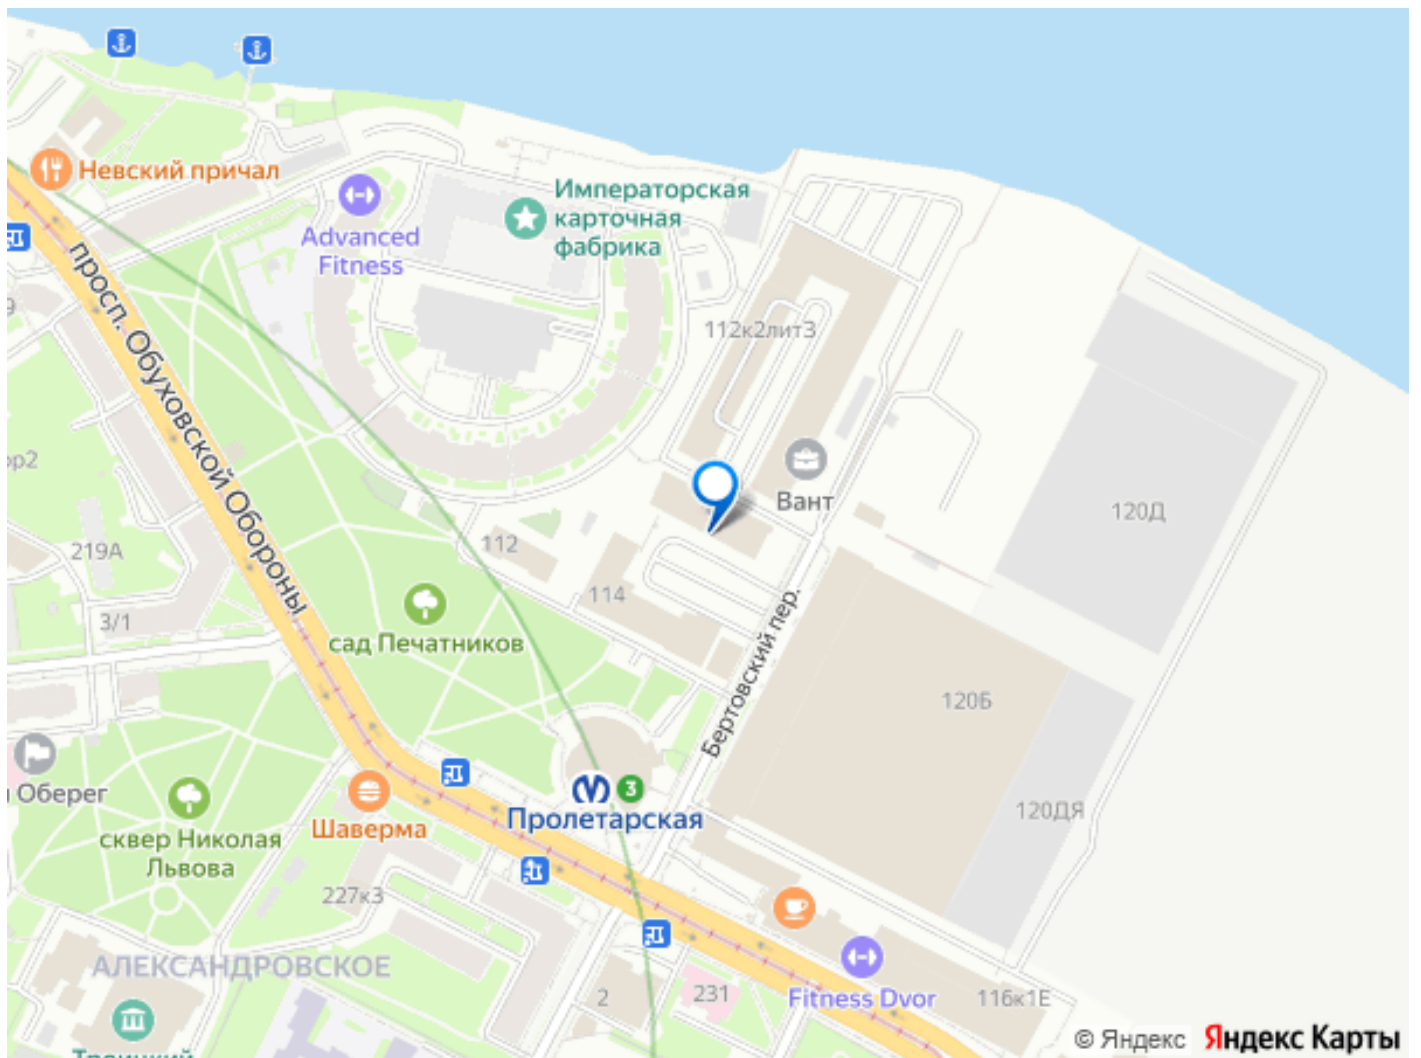 Невский причал
Императорская
карточная
фабрика
Advanced
Fitness
просп. Обуховской Обороны
112к2литЗ
Вант
120Д
219А
112
114
3/1
сад Печатников
Бертовский пер.
120Б
Оберег
3
Пролетарская
Шаверма
120ДЯ
сквер Николая
Львова
227к3
АЛЕКСАНДРОВСКОЕ
2
231
Fitness Dvor
116к1Е
Троицкий
© Яндекс Яндекс Карты